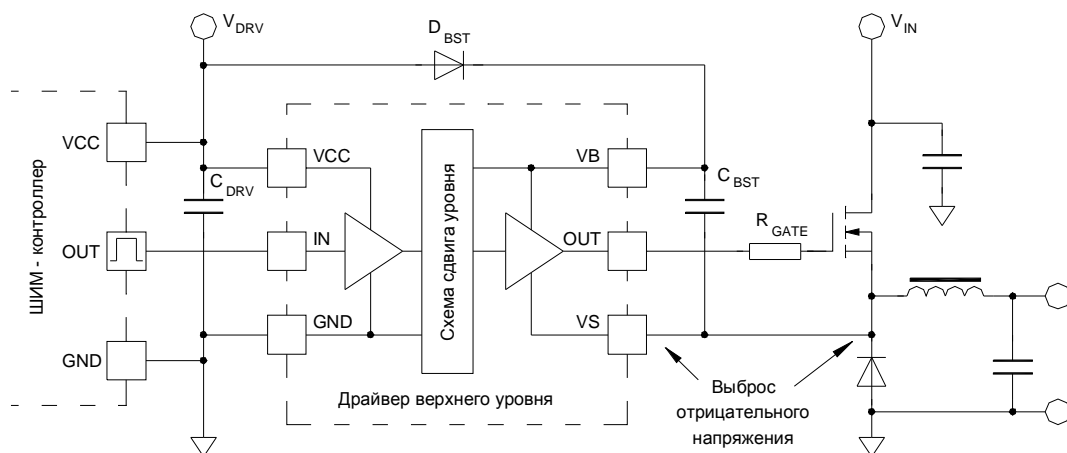 V DRV
D BST
V IN
ШИМ - контроллер
VCC
OUT
GND
C DRV
VCC
IN
GND
Схема сдвига уровня
VB
OUT
VS
Драйвер верхнего уровня
C BST
R GATE
Выброс
отрицательного
напряжения